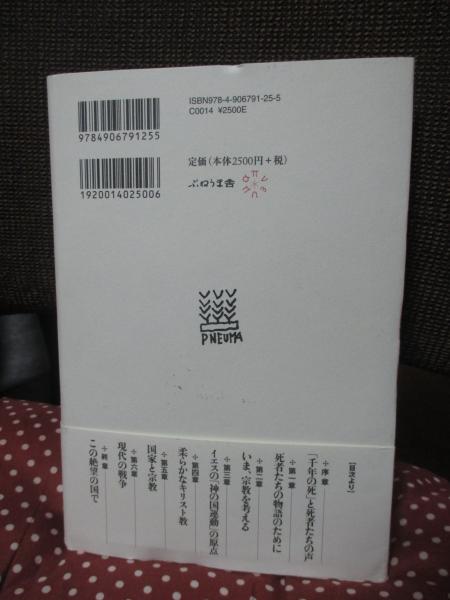 ISBN978-4-906791-25-5
C0014 ¥2500E
9784906791255
定価(本体2500円+税)
1920014025006
ぷねうま舎
PNEUMA
【目次より】
✢序 章
「千年の死」と死者たちの声
✢第一章
死者たちの物語のために
✢第二章
いま、宗教を考える
✢第三章
イエスの「神の国運動」の原点
✢第四章
柔らかなキリスト教
✢第五章
国家と宗教
✢第六章
現代の戦争
✢終 章
この絶望の国で